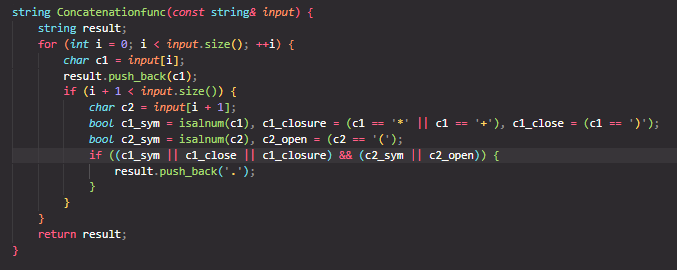 string Concatenationfunc(const string& input) {
    string result;
    for (int i = 0; i < input.size(); ++i) {
        char c1 = input[i];
        result.push_back(c1);
        if (i + 1 < input.size()) {
            char c2 = input[i + 1];
            bool c1_sym = isalnum(c1), c1_closure = (c1 == '*' || c1 == '+'), c1_close = (c1 == ')');
            bool c2_sym = isalnum(c2), c2_open = (c2 == '(');
            if ((c1_sym || c1_close || c1_closure) && (c2_sym || c2_open)) {
                result.push_back('.');
            }
        }
    }
    return result;
}